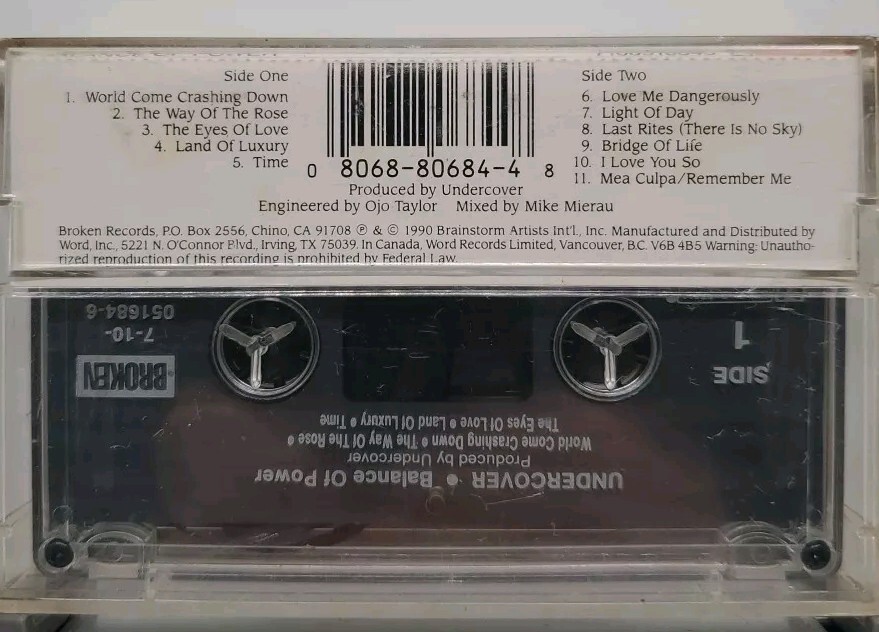 Side One
1. World Come Crashing Down
2. The Way Of The Rose
3. The Eyes Of Love
4. Land Of Luxury
5. Time
0 8068-80684-4 8
Side Two
6. Love Me Dangerously
7. Light Of Day
8. Last Rites (There Is No Sky)
9. Bridge Of Life
10. I Love You So
11. Mea Culpa/Remember Me
Produced by Undercover
Engineered by Ojo Taylor Mixed by Mike Mierau
Broken Records, P.O. Box 2556, Chino, CA 91708 ℗ & © 1990 Brainstorm Artists Int'l., Inc. Manufactured and Distributed by
Word, Inc., 5221 N. O'Connor Blvd., Irving, TX 75039. In Canada, Word Records Limited, Vancouver, B.C. V6B 4B5 Warning: Unautho-
rized reproduction of this recording is prohibited by Federal Law.
UNDERCOVER • Balance Of Power
Produced by Undercover
World Come Crashing Down • The Way Of The Rose •
The Eyes Of Love • Land Of Luxury • Time
SIDE
1
BROKEN
7-10-
051684-6